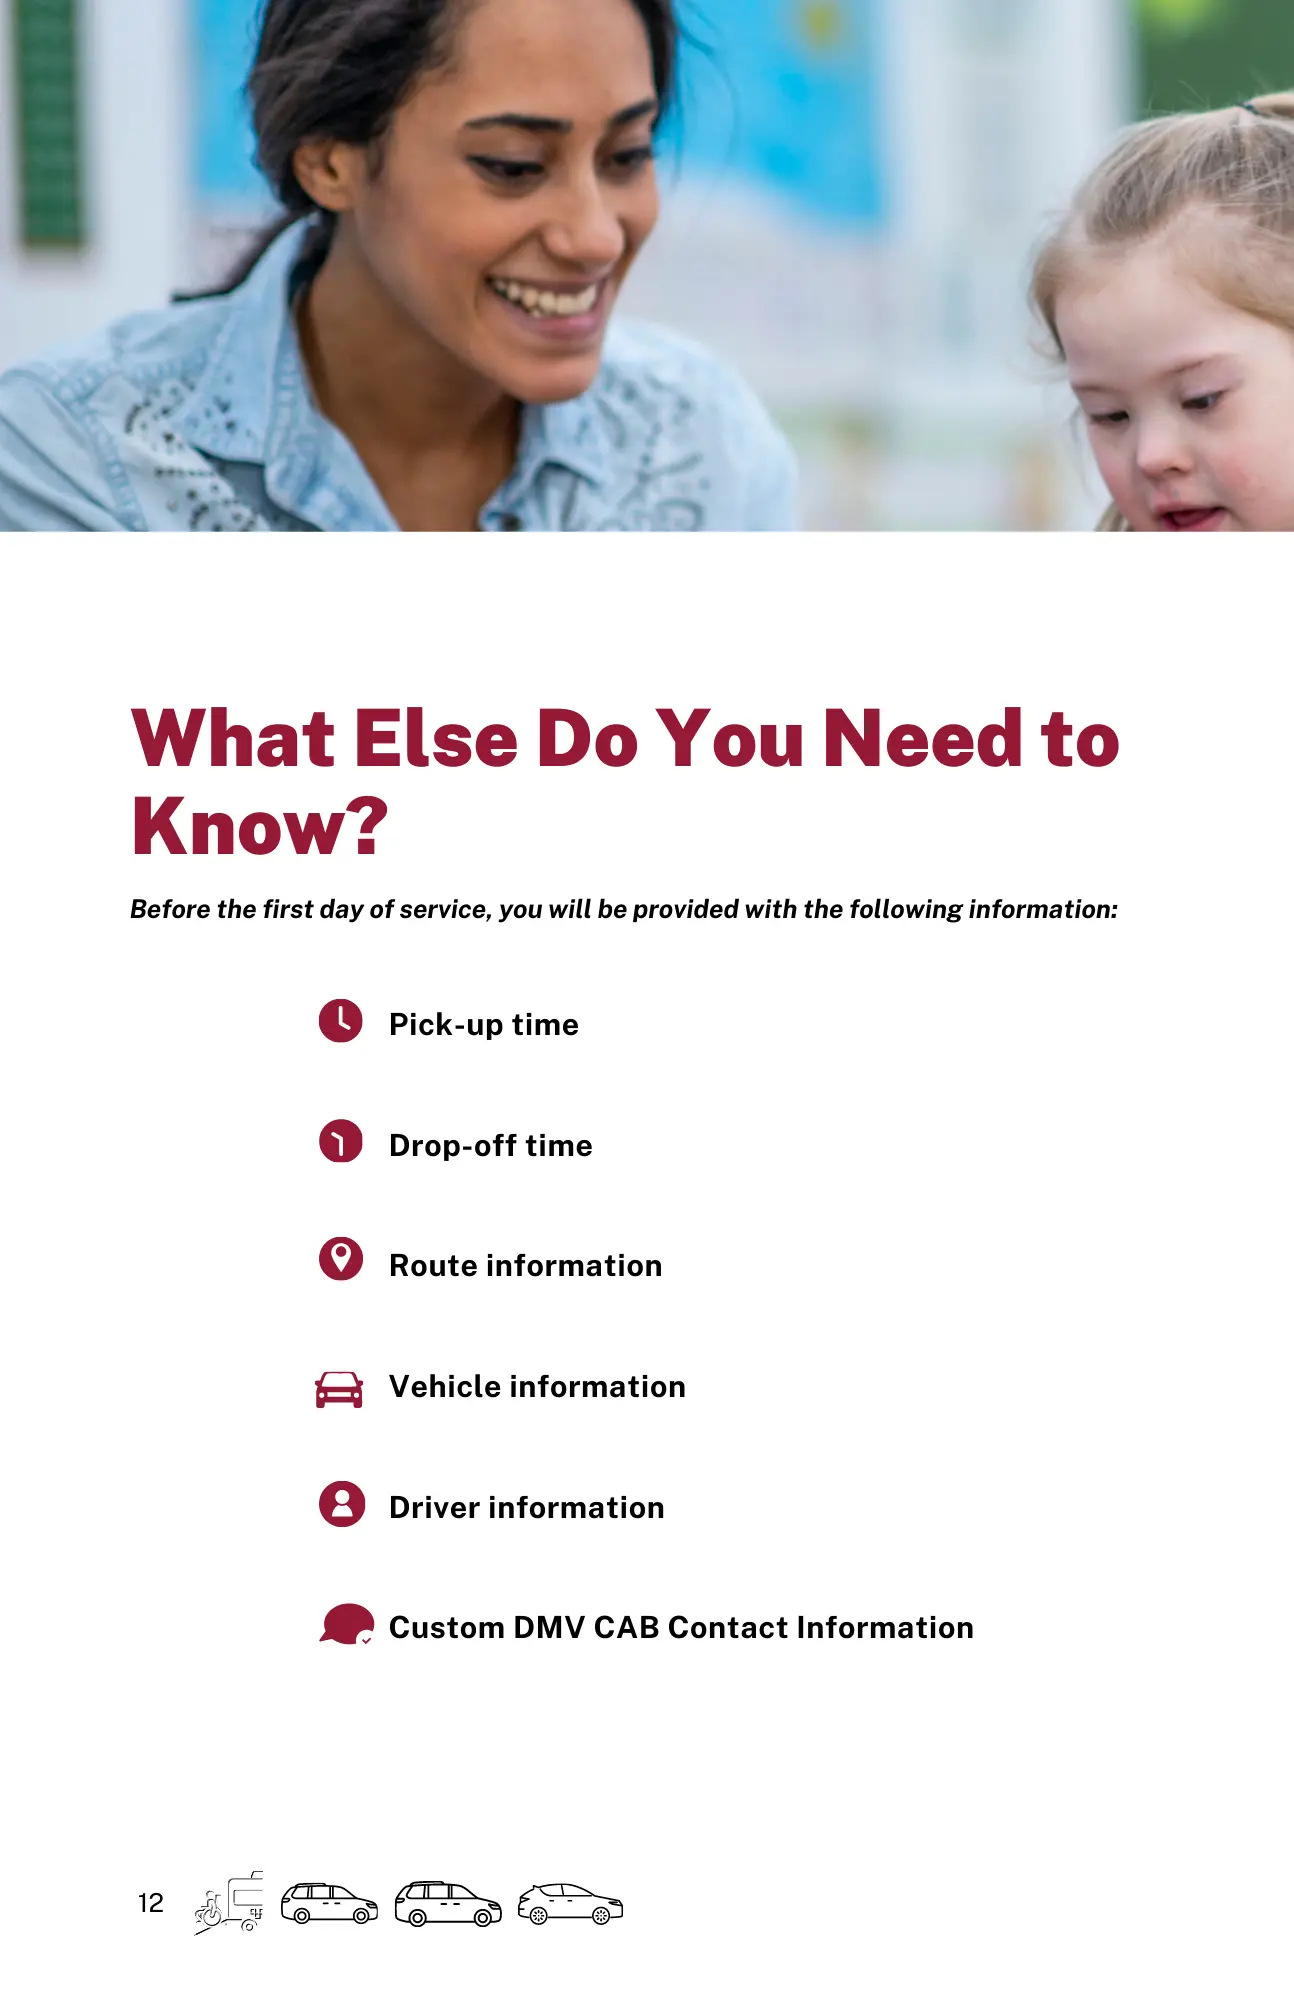 What Else Do You Need to
Know?
Before the first day of service, you will be provided with the following information:
Pick-up time
Drop-off time
Route information
Vehicle information
Driver information
Custom DMV CAB Contact Information
12